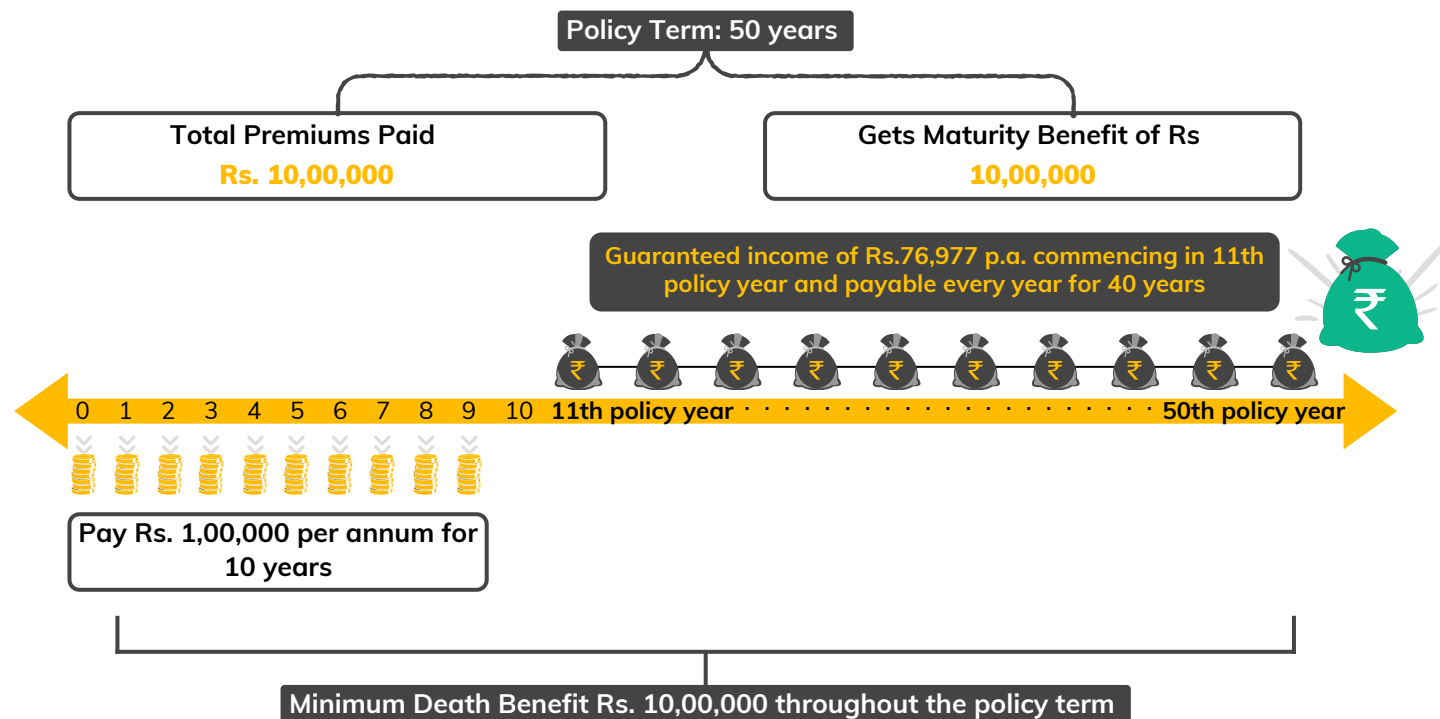 Policy Term: 50 years
Total Premiums Paid
Rs. 10,00,000
Gets Maturity Benefit of Rs
10,00,000
Guaranteed income of Rs.76,977 p.a. commencing in 11th
policy year and payable every year for 40 years
₹
₹ ₹ ₹ ₹ ₹ ₹ ₹ ₹ ₹ ₹
0 1 2 3 4 5 6 7 8 9 10 11th policy year . . . . . . . . . . . . . . . . . . . . . 50th policy year
Pay Rs. 1,00,000 per annum for
10 years
Minimum Death Benefit Rs. 10,00,000 throughout the policy term